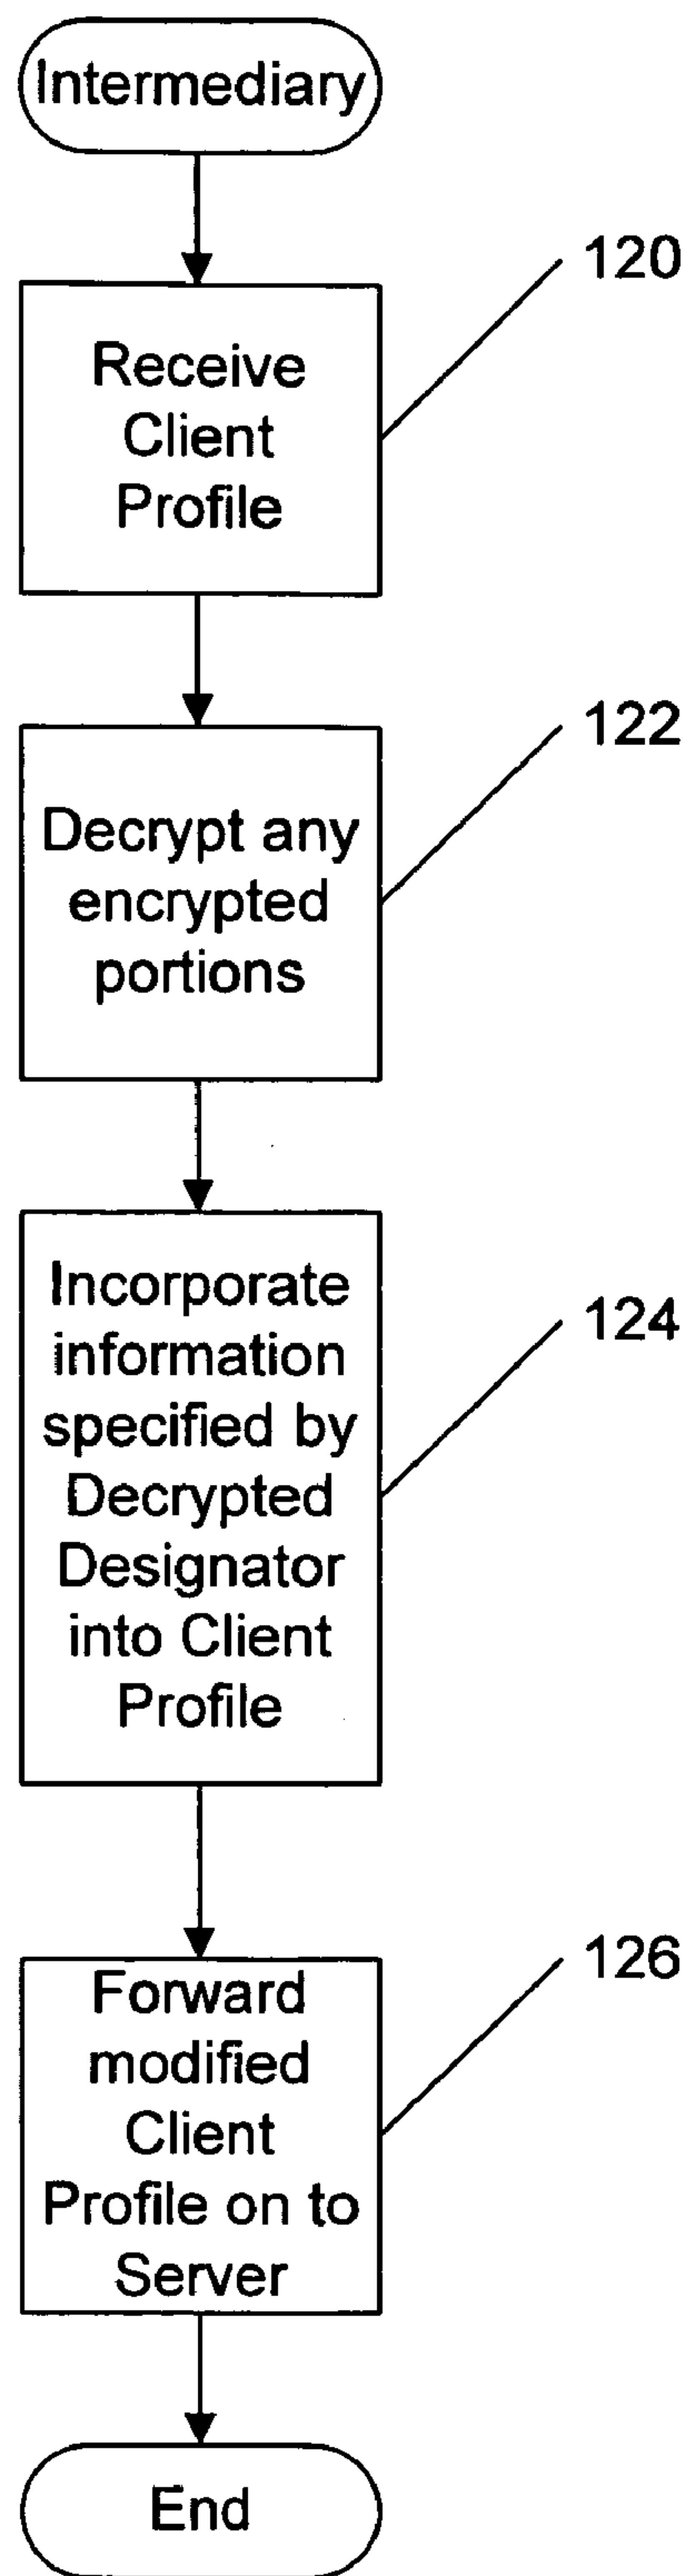 Intermediary
120
Receive
Client
Profile
122
Decrypt any
encrypted
portions
124
Incorporate
information
specified by
Decrypted
Designator
into Client
Profile
126
Forward
modified
Client
Profile on to
Server
End